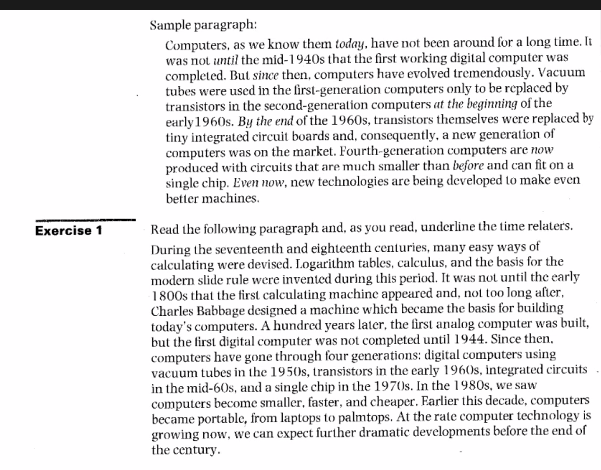 Sample paragraph:
Computers, as we know them today, have not been around for a long time. It
was not until the mid-1940s that the first working digital computer was
completed. But since then, computers have evolved tremendously. Vacuum
tubes were used in the first-generation computers only to be replaced by
transistors in the second-generation computers at the beginning of the
early1960s. By the end of the 1960s, transistors themselves were replaced by
tiny integrated circuit boards and, consequently, a new generation of
computers was on the market. Fourth-generation computers are now
produced with circuits that are much smaller than before and can fit on a
single chip. Even now, new technologies are being developed to make even
better machines.
Exercise 1
Read the following paragraph and, as you read, underline the time relaters.
During the seventeenth and eighteenth centuries, many easy ways of
calculating were devised. Logarithm tables, calculus, and the basis for the
modern slide rule were invented during this period. It was not until the early
1800s that the first calculating machine appeared and, not too long after,
Charles Babbage designed a machine which became the basis for building
today's computers. A hundred years later, the first analog computer was built,
but the first digital computer was not completed until 1944. Since then,
computers have gone through four generations: digital computers using
vacuum tubes in the 1950s, transistors in the early 1960s, integrated circuits
in the mid-60s, and a single chip in the 1970s. In the 1980s, we saw
computers become smaller, faster, and cheaper. Earlier this decade, computers
became portable, from laptops to palmtops. At the rate computer technology is
growing now, we can expect further dramatic developments before the end of
the century.